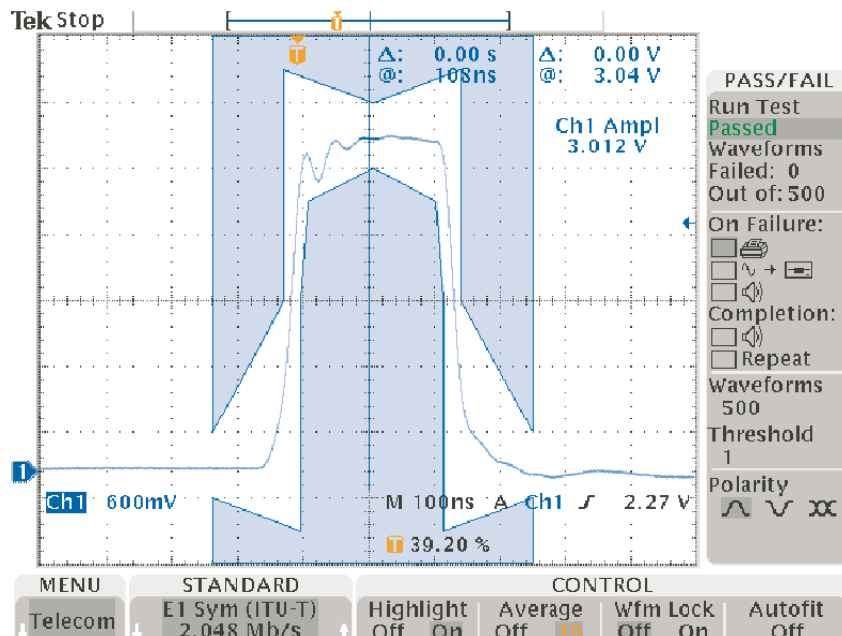 Tek Stop
T
T
Δ: 0.00 s Δ: 0.00 V
@: 108ns @: 3.04 V
Ch1 Ampl
3.012 V
1
Ch1 600mV M 100ns A Ch1 2.27 V
T 39.20 %
PASS/FAIL
Run Test
Passed
Waveforms
Failed: 0
Out of: 500
On Failure:
Completion:
Repeat
Waveforms
500
Threshold
1
Polarity
MENU STANDARD CONTROL
Telecom E1 Sym (ITU-T) Highlight Average Wfm Lock Autofit
2.048 Mb/s Off On Off 16 Off On Off